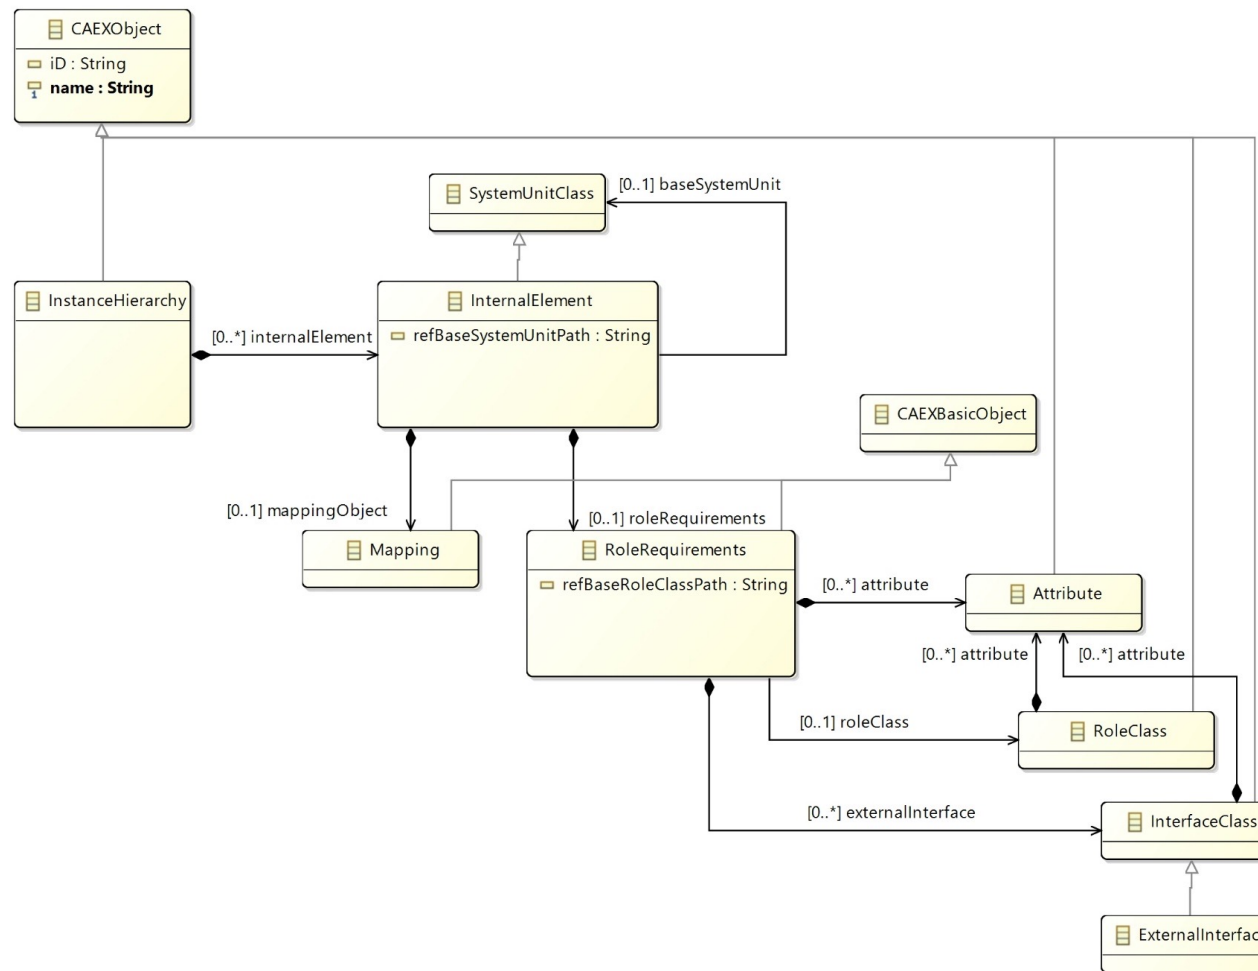 CAEXObject
iD : String
1 name : String
[0..1] baseSystemUnit
SystemUnitClass
InstanceHierarchy
InternalElement
[0..*] internalElement
refBaseSystemUnitPath : String
CAEXBasicObject
[0..1] mappingObject
[0..1] roleRequirements
Mapping
RoleRequirements
refBaseRoleClassPath : String
[0..*] attribute
Attribute
[0..*] attribute
[0..*] attribute
[0..1] roleClass
RoleClass
[0..*] externalInterface
InterfaceClass
ExternalInterfac